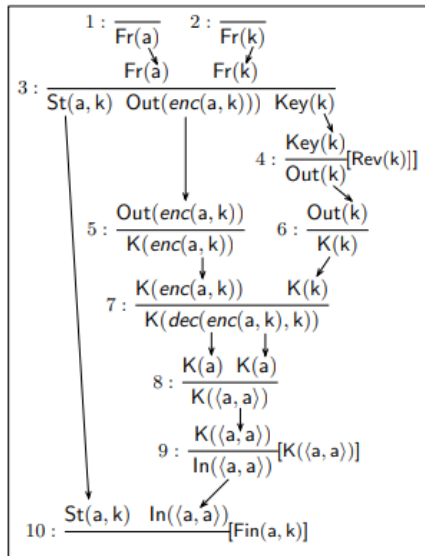 1 : Fr(a) 2 : Fr(k)
Fr(a) Fr(k)
3 :
St(a, k) Out(enc(a, k))) Key(k)
Key(k)
4 : [Rev(k)]]
Out(k)
Out(enc(a, k)) Out(k)
5 : 6 :
K(enc(a, k)) K(k)
K(enc(a, k)) K(k)
7 :
K(dec(enc(a, k), k))
K(a) K(a)
8 :
K(⟨a, a⟩)
K(⟨a, a⟩)
9 : [K(⟨a, a⟩)]
In(⟨a, a⟩)
St(a, k) In(⟨a, a⟩)
10 : [Fin(a, k)]